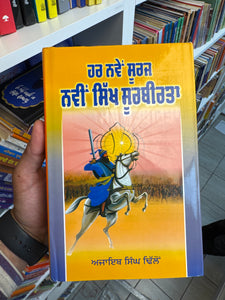 ਹਰ ਨਵੇਂ ਸੂਰਜ
ਨਵੀਂ ਸਿੱਖ ਸੂਰਬੀਰਤਾ
ਅਜਾਇਬ ਸਿੰਘ ਢਿੱਲੋਂ